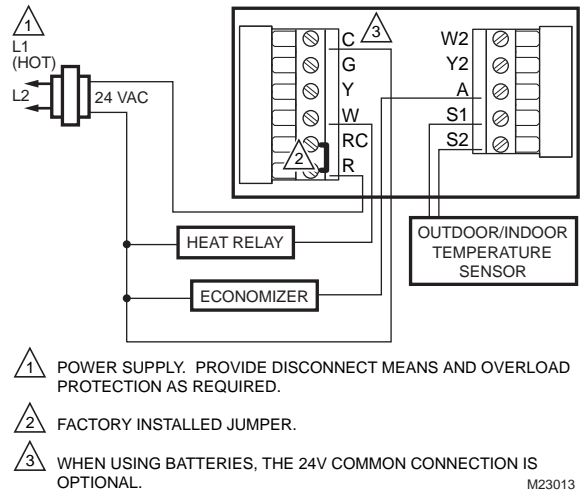 1
L1
(HOT)
L2
24 VAC
3
C
G
Y
W
RC
R
2
W2
Y2
A
S1
S2
HEAT RELAY
ECONOMIZER
OUTDOOR/INDOOR
TEMPERATURE
SENSOR
1 POWER SUPPLY. PROVIDE DISCONNECT MEANS AND OVERLOAD
PROTECTION AS REQUIRED.
2 FACTORY INSTALLED JUMPER.
3 WHEN USING BATTERIES, THE 24V COMMON CONNECTION IS
OPTIONAL.
M23013